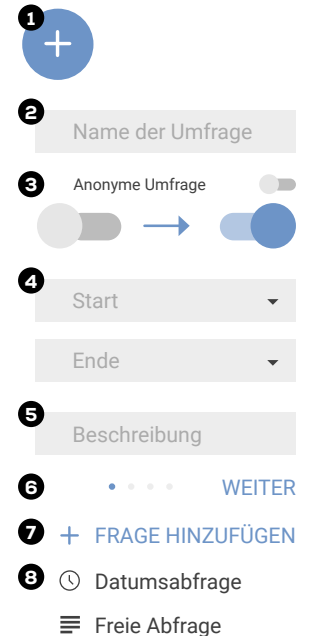 1
2
Name der Umfrage
3
Anonyme Umfrage
4
Start
Ende
5
Beschreibung
6
WEITER
7
+ FRAGE HINZUFÜGEN
8
Datumsabfrage
Freie Abfrage